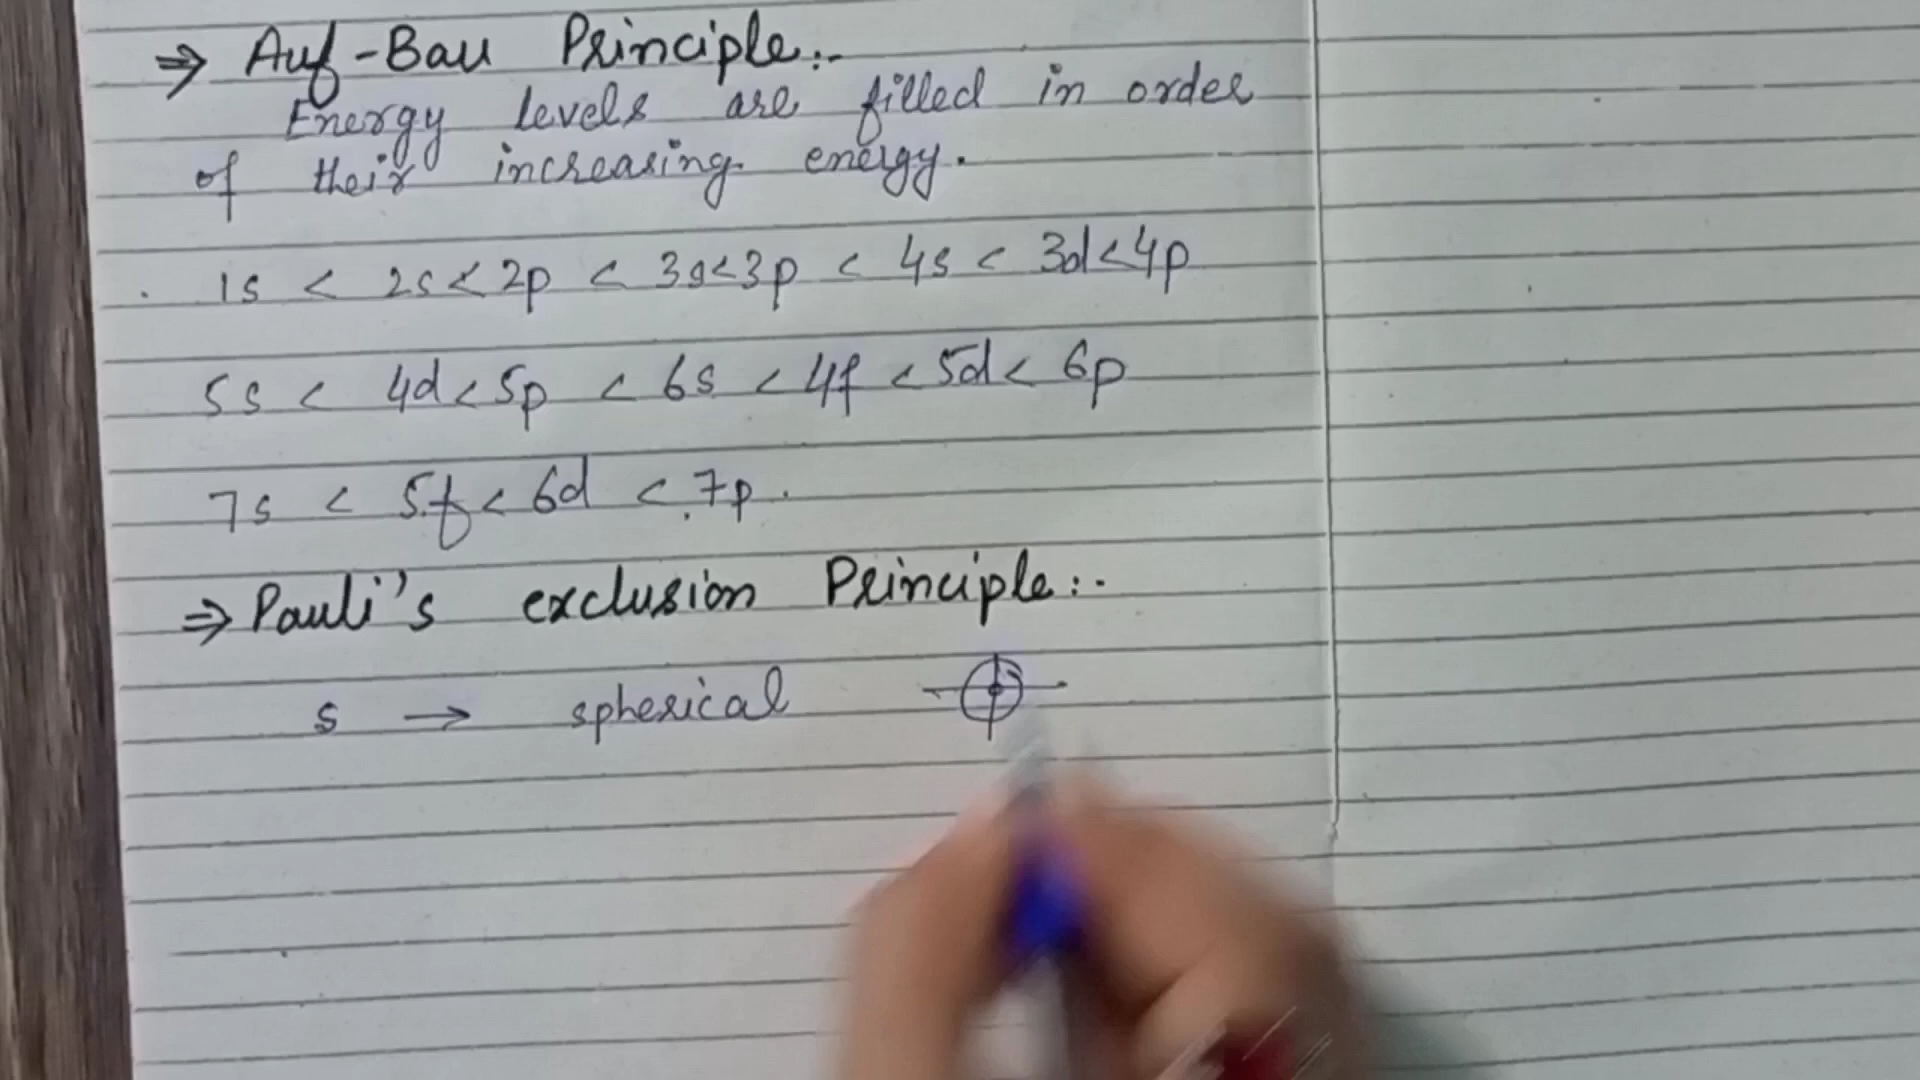 ⇒ Auf-Bau Principle:-
Energy levels are filled in order
of their increasing energy.
1s < 2s < 2p < 3s < 3p < 4s < 3d < 4p
5s < 4d < 5p < 6s < 4f < 5d < 6p
7s < 5f < 6d < 7p.
⇒ Pauli's exclusion Principle:-
s → spherical